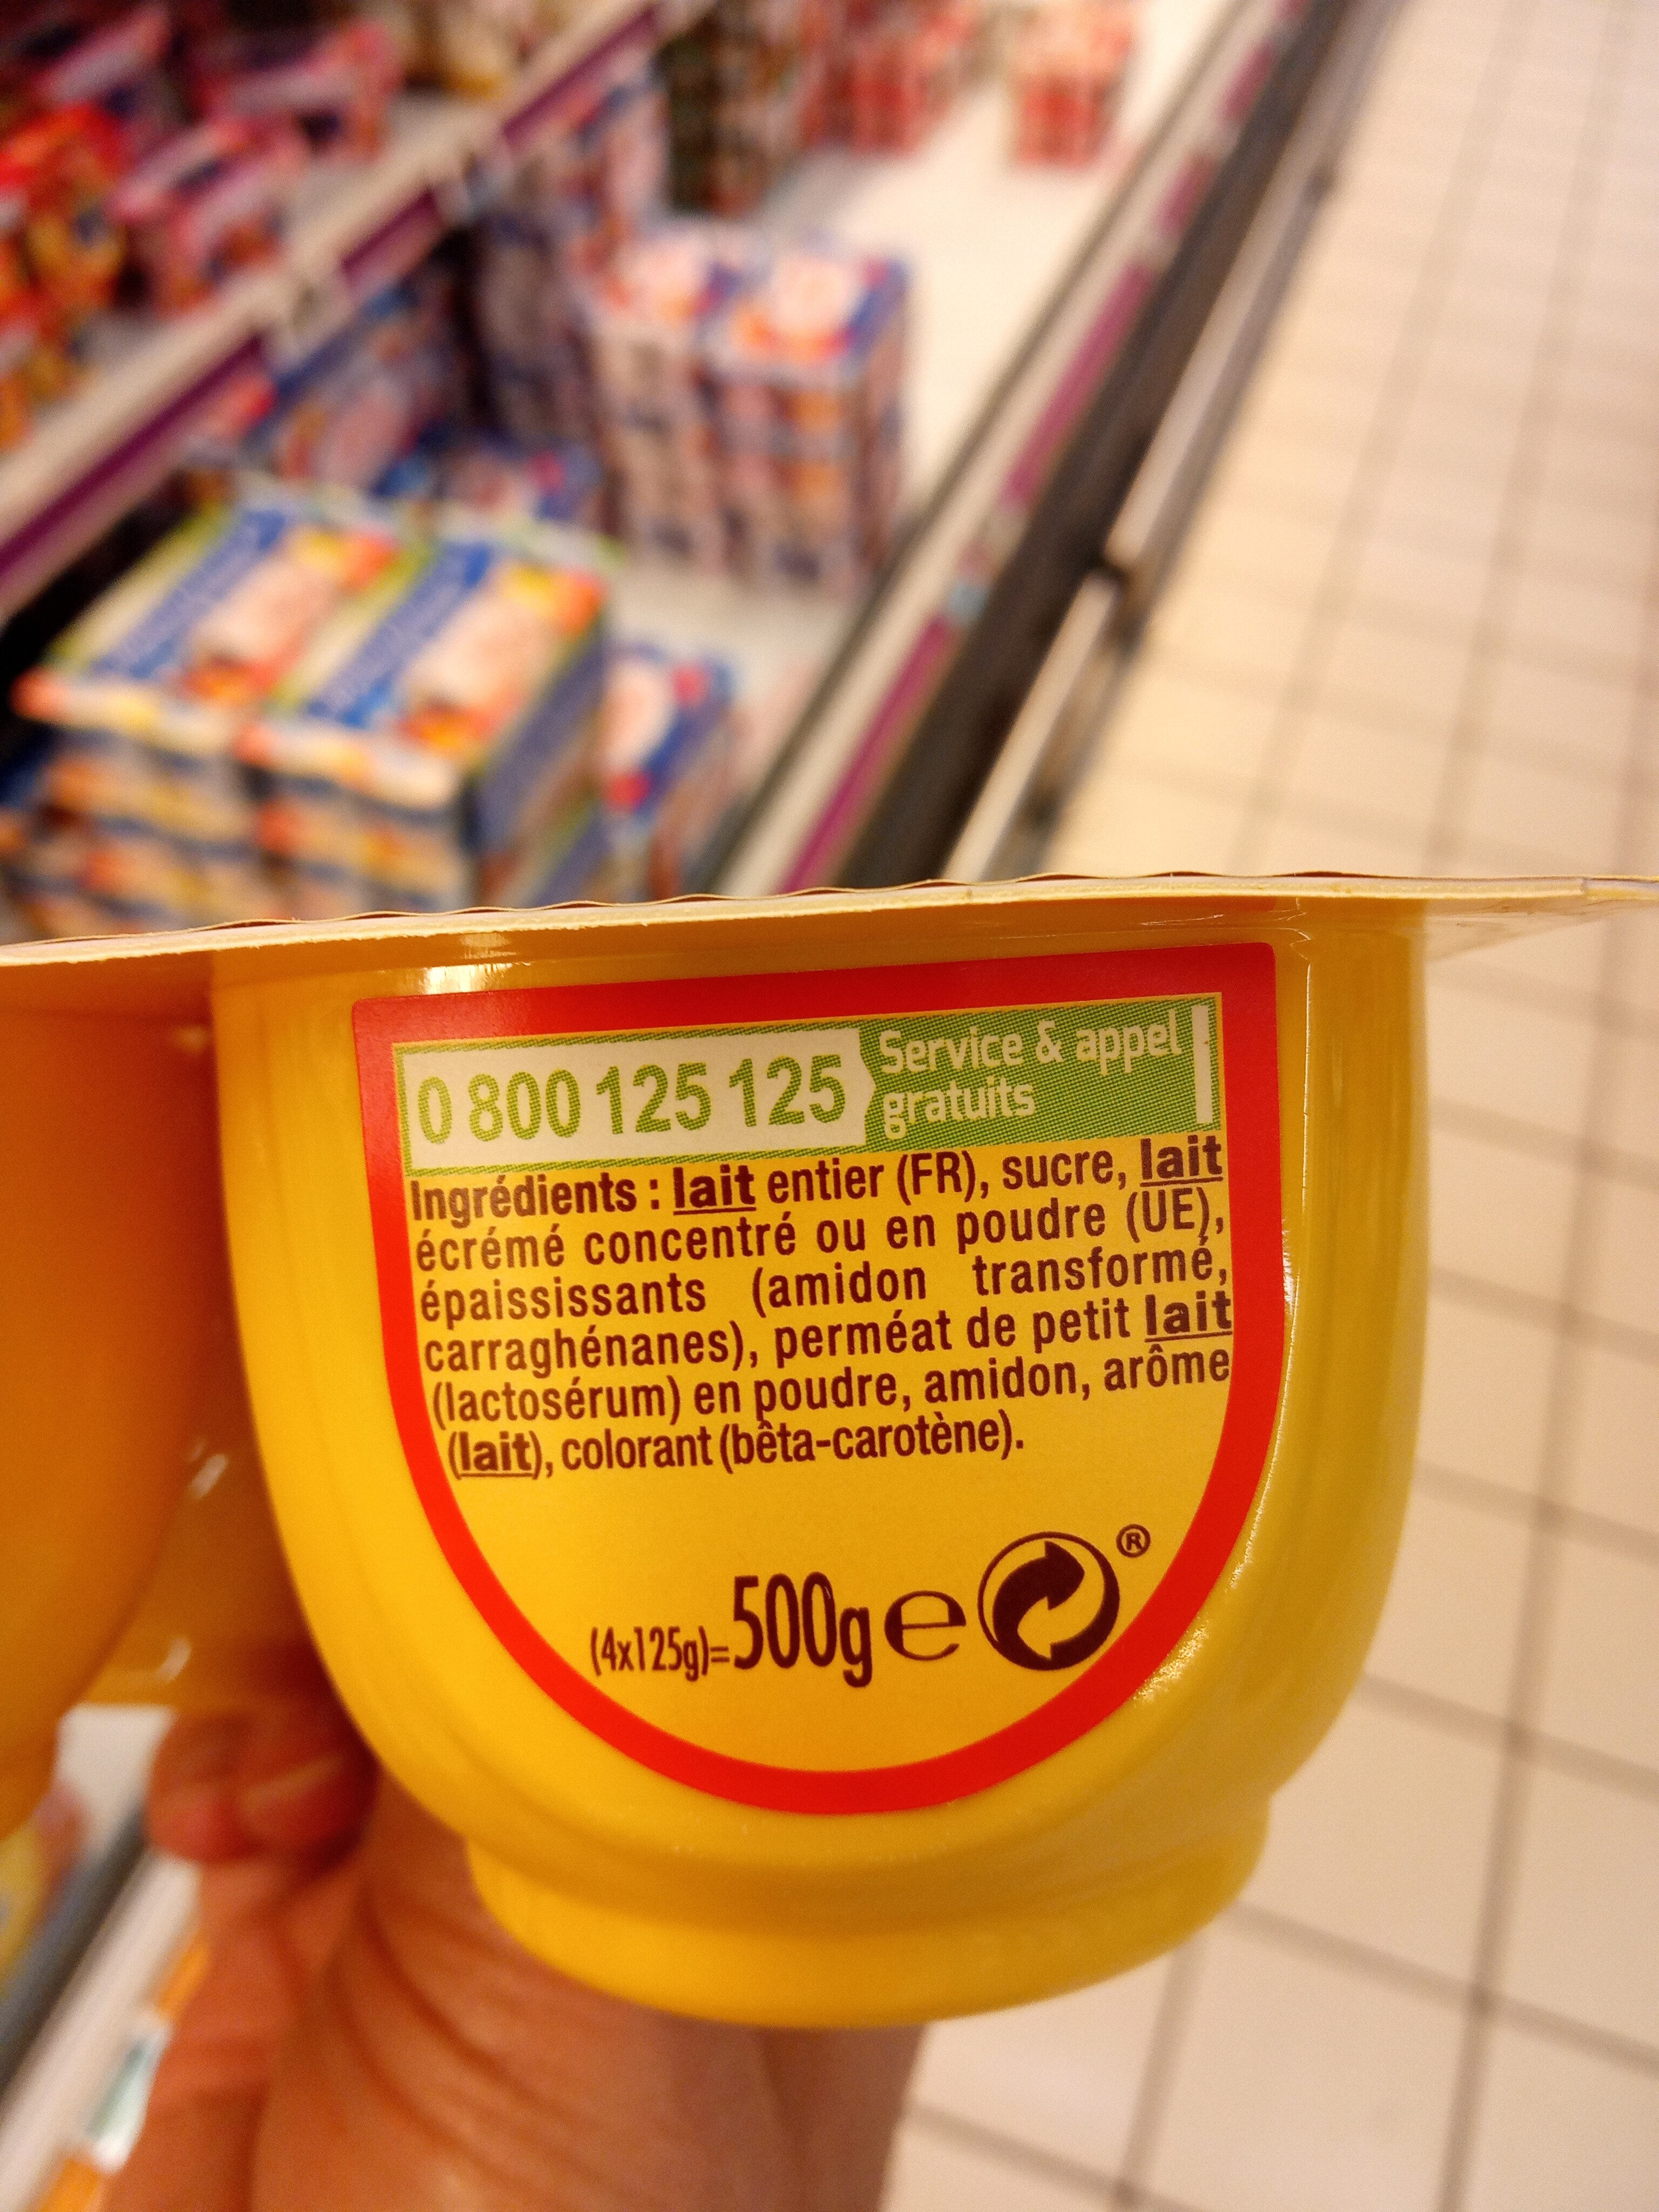 0 800 125 125
Service & appel
gratuits
Ingrédients : lait entier (FR), sucre, lait
écrémé concentré ou en poudre (UE),
épaississants (amidon transformé,
carraghénanes), perméat de petit lait
(lactosérum) en poudre, amidon, arôme
(lait), colorant (bêta-carotène).
(4x125g)=500g e ®